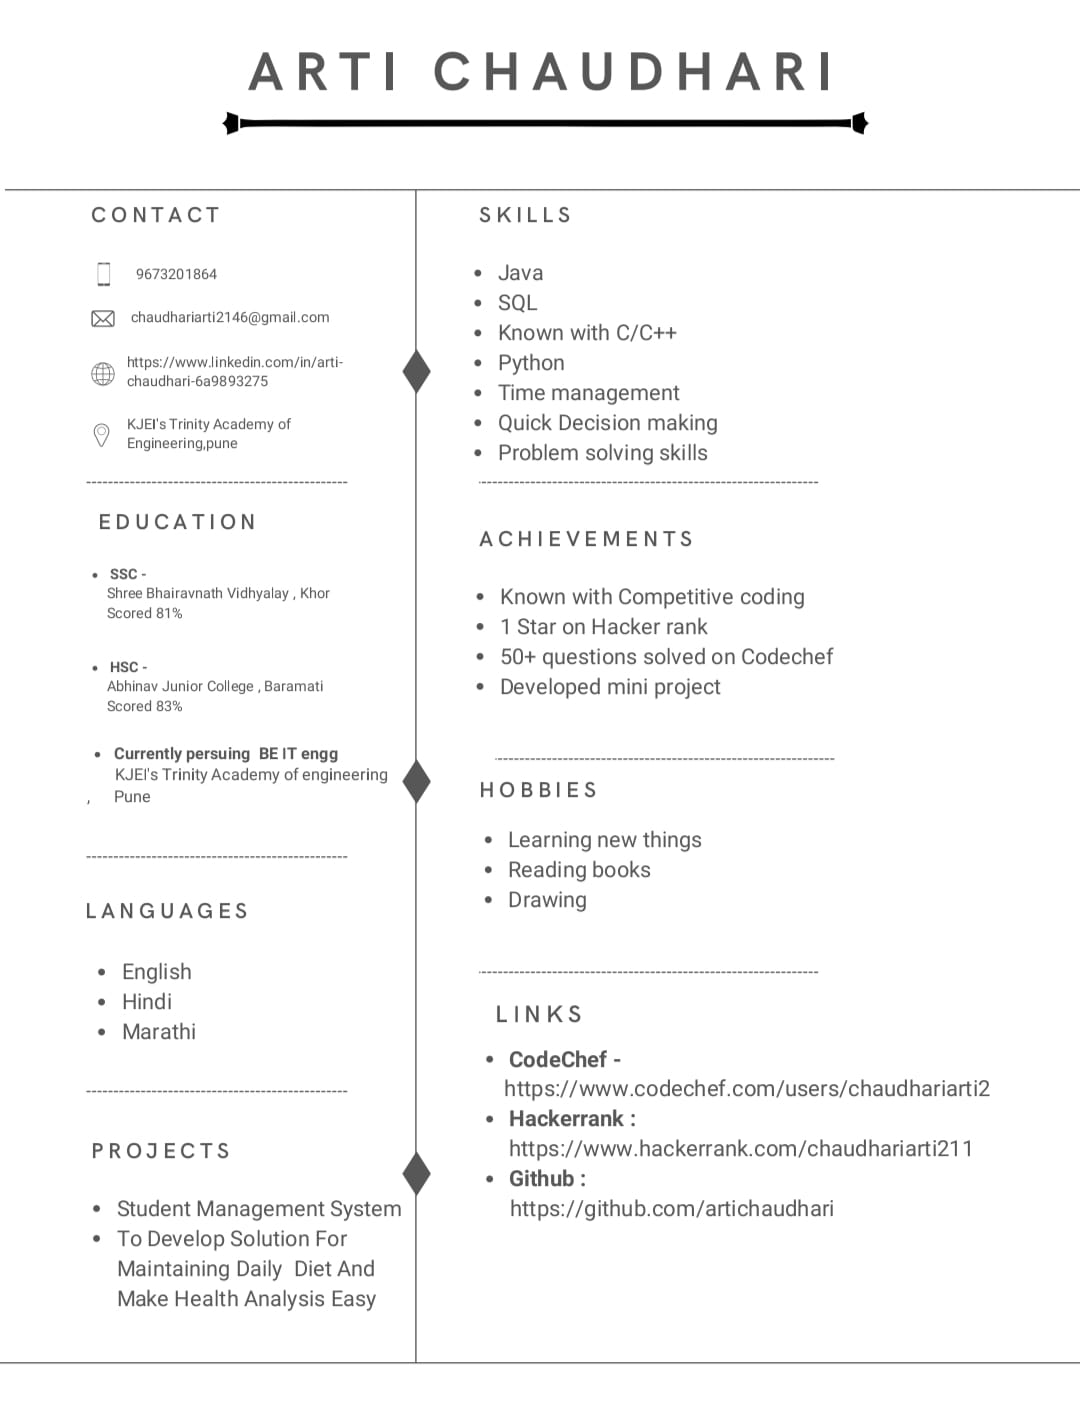 ARTI CHAUDHARI
CONTACT
9673201864
chaudhariarti2146@gmail.com
https://www.linkedin.com/in/arti-
chaudhari-6a9893275
KJEI's Trinity Academy of
Engineering,pune
EDUCATION
• SSC -
Shree Bhairavnath Vidhyalay , Khor
Scored 81%
• HSC -
Abhinav Junior College , Baramati
Scored 83%
• Currently persuing  BE IT engg
KJEI's Trinity Academy of engineering
, Pune
LANGUAGES
• English
• Hindi
• Marathi
PROJECTS
• Student Management System
• To Develop Solution For
Maintaining Daily  Diet And
Make Health Analysis Easy
SKILLS
• Java
• SQL
• Known with C/C++
• Python
• Time management
• Quick Decision making
• Problem solving skills
ACHIEVEMENTS
• Known with Competitive coding
• 1 Star on Hacker rank
• 50+ questions solved on Codechef
• Developed mini project
HOBBIES
• Learning new things
• Reading books
• Drawing
LINKS
• CodeChef -
https://www.codechef.com/users/chaudhariarti2
• Hackerrank :
https://www.hackerrank.com/chaudhariarti211
• Github :
https://github.com/artichaudhari